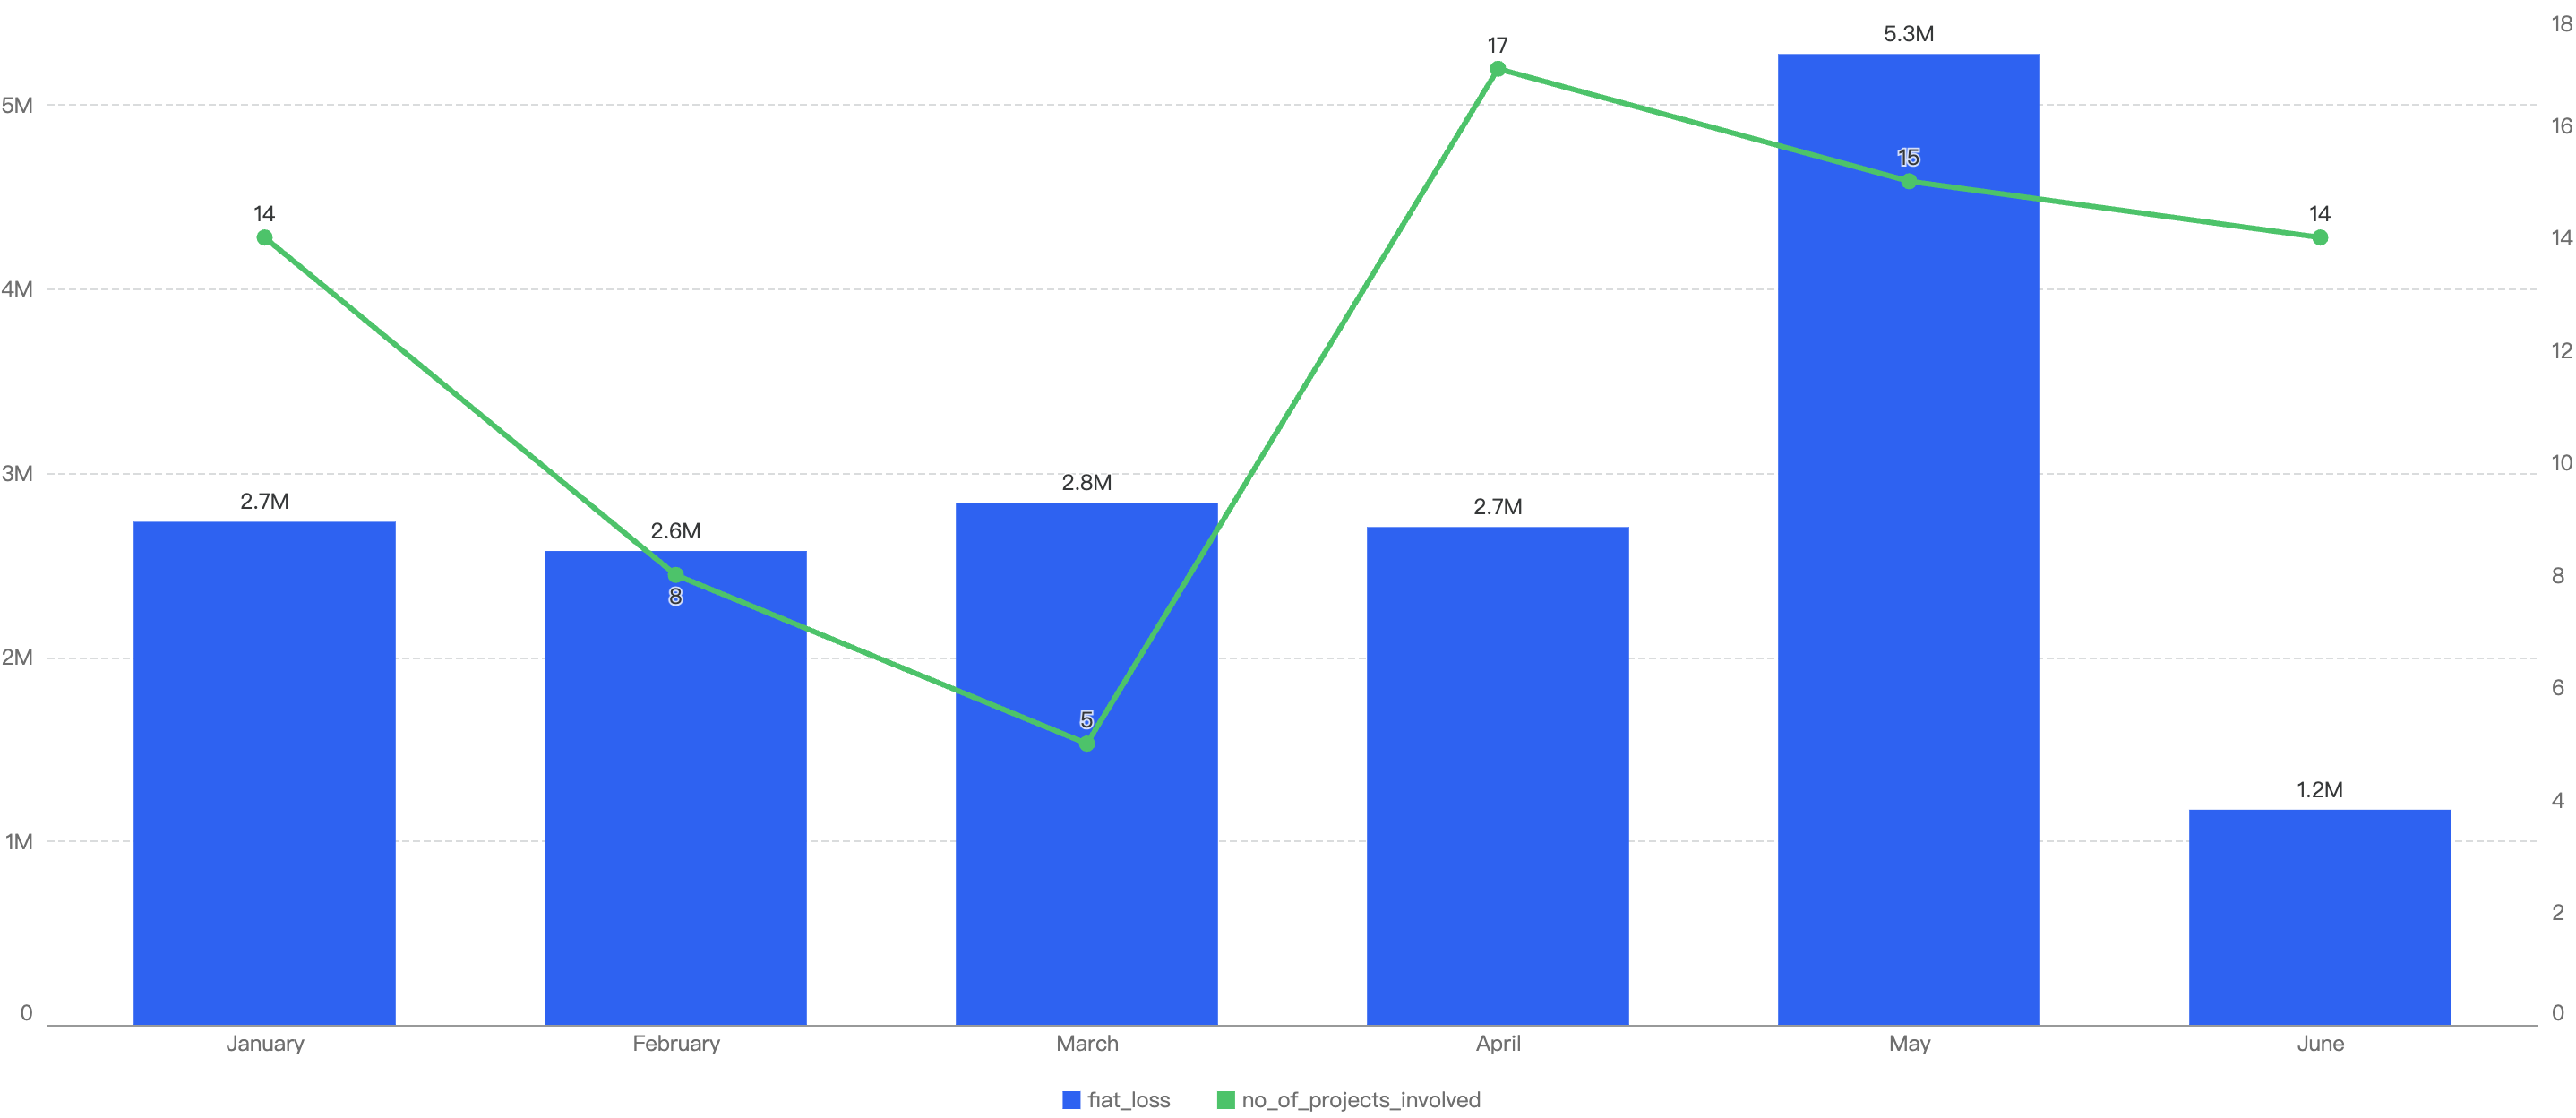 18
5.3M
17
5M
16
15
14
14
14
4M
12
3M
10
2.8M
2.7M
2.7M
2.6M
8
8
2M
6
5
1.2M
4
1M
2
0
0
January
February
March
April
May
June
fiat_loss
no_of_projects_involved